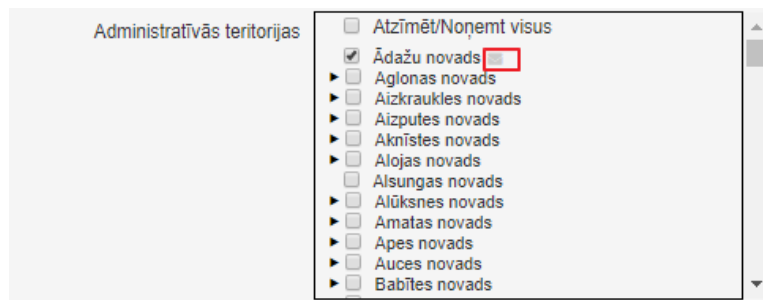 Administratīvās teritorijas
Atzīmēt/Noņemt visus
Ādažu novads
Aglonas novads
Aizkraukles novads
Aizputes novads
Aknīstes novads
Alojas novads
Alsungas novads
Alūksnes novads
Amatas novads
Apes novads
Auces novads
Babītes novads